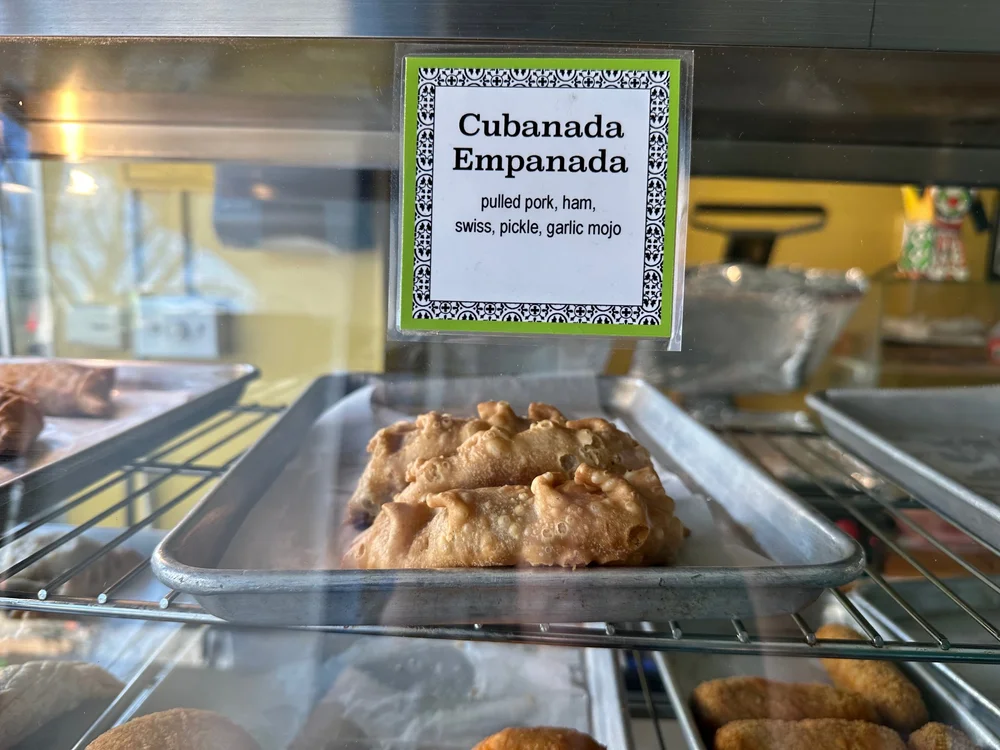 Cubanada
Empanada
pulled pork, ham,
swiss, pickle, garlic mojo